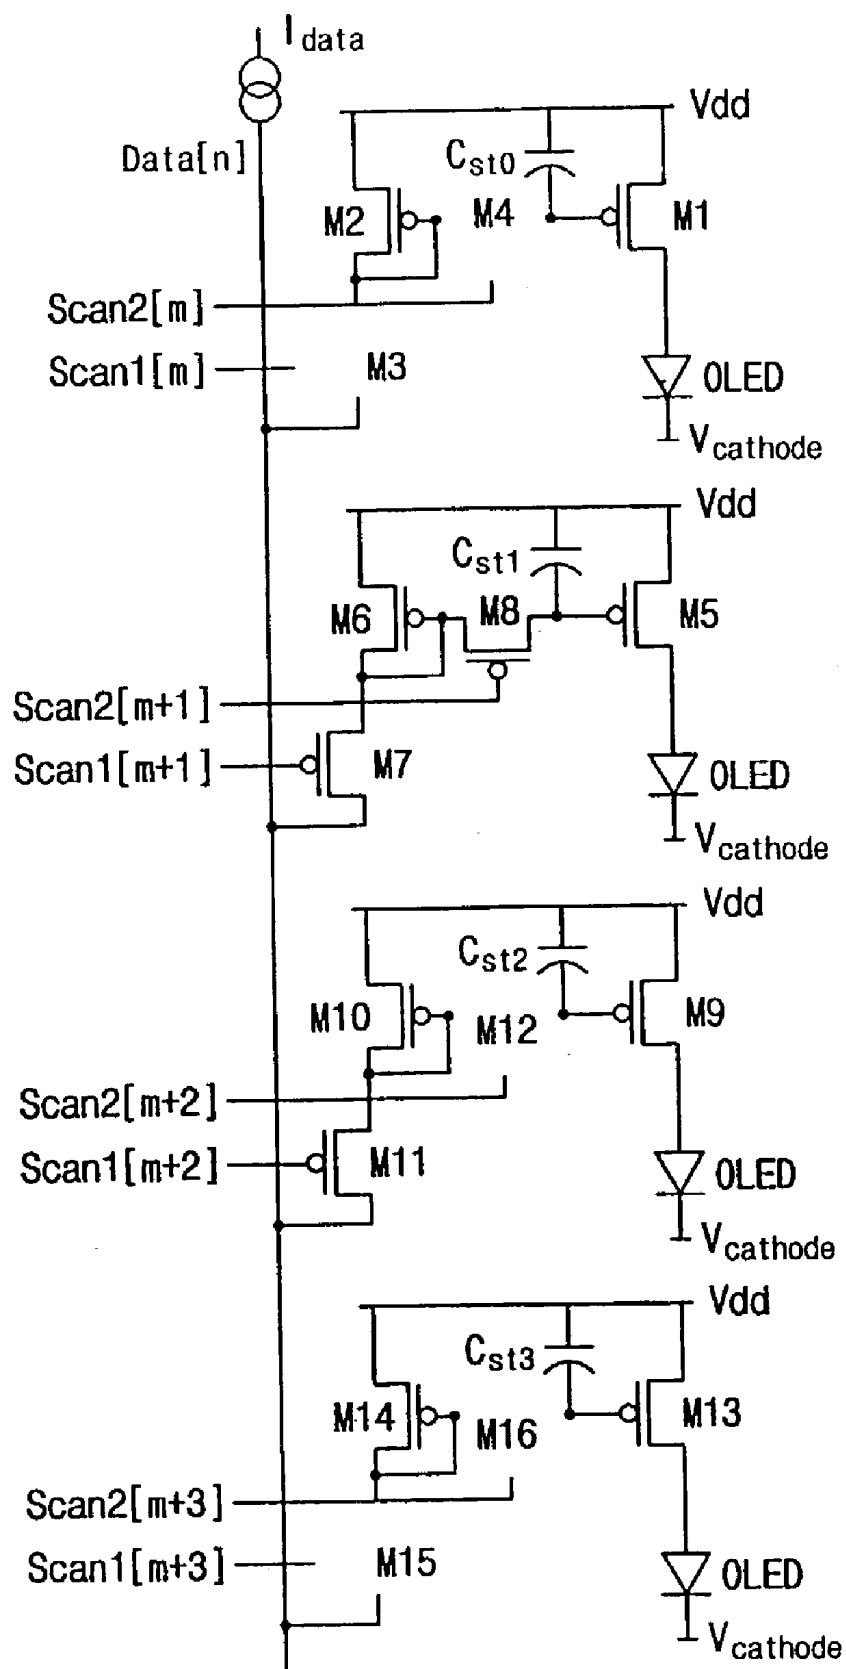 Idata
Data[n]
Vdd
Cst0
M2
M4
M1
Scan2[m]
Scan1[m]
M3
OLED
Vcathode
Vdd
Cst1
M6
M8
M5
Scan2[m+1]
Scan1[m+1]
M7
OLED
Vcathode
Vdd
Cst2
M10
M12
M9
Scan2[m+2]
Scan1[m+2]
M11
OLED
Vcathode
Vdd
Cst3
M14
M16
M13
Scan2[m+3]
Scan1[m+3]
M15
OLED
Vcathode